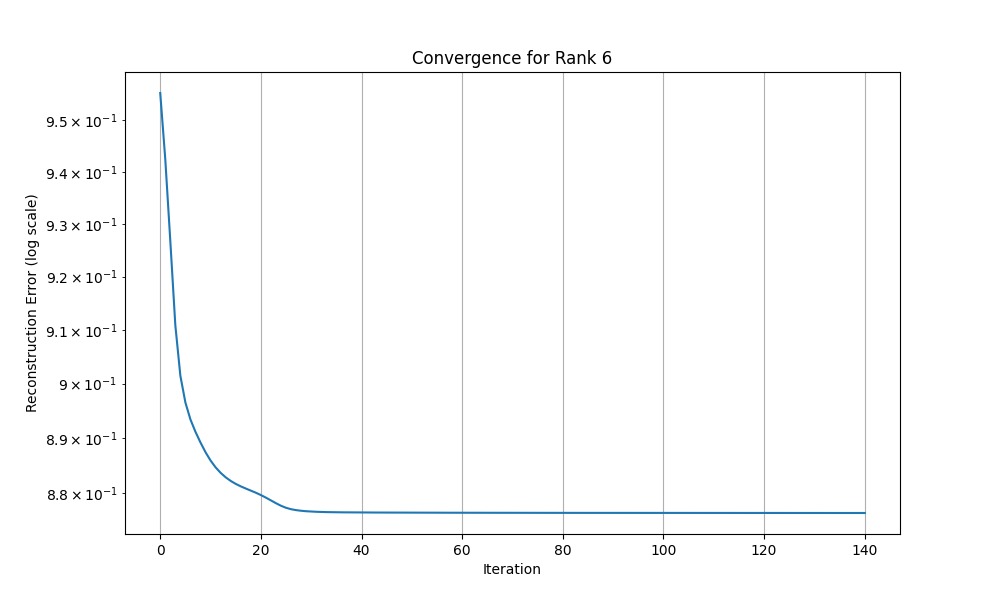 Convergence for Rank 6
Reconstruction Error (log scale)
9.5 × 10⁻¹
9.4 × 10⁻¹
9.3 × 10⁻¹
9.2 × 10⁻¹
9.1 × 10⁻¹
9 × 10⁻¹
8.9 × 10⁻¹
8.8 × 10⁻¹
0 20 40 60 80 100 120 140
Iteration